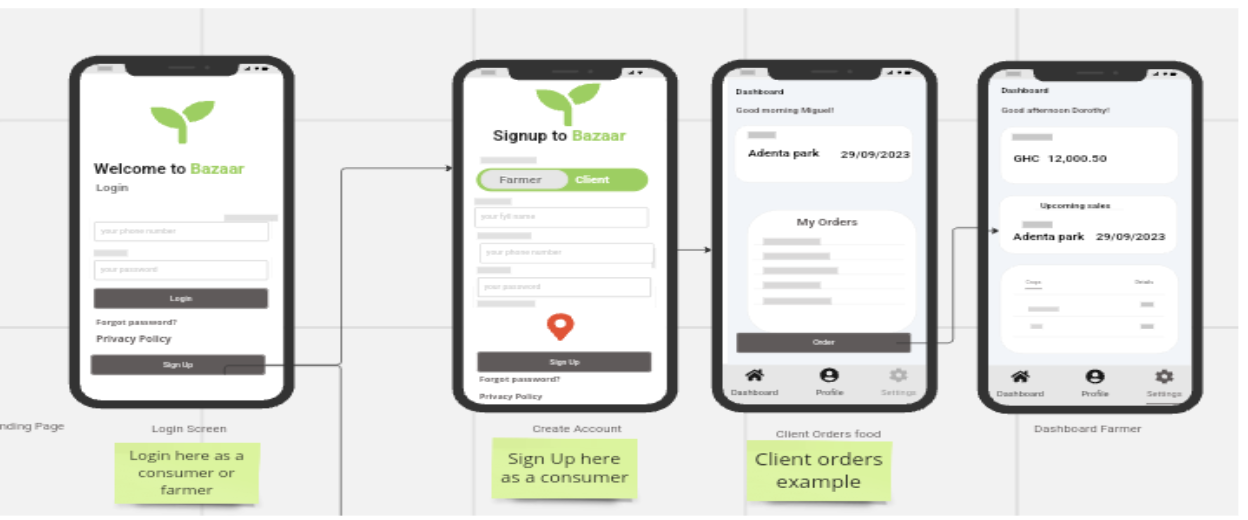 Welcome to Bazaar
Login
your phone number
your password
Login
Forgot password?
Privacy Policy
Sign Up
Signup to Bazaar
Farmer
Client
your full name
your phone number
your password
Sign Up
Forgot password?
Privacy Policy
Dashboard
Good morning Miguel!
Adenta park 29/09/2023
My Orders
Order
Dashboard Profile Settings
Dashboard
Good afternoon Dorothy!
GHC 12,000.50
Upcoming sales
Adenta park 29/09/2023
Crops Details
Dashboard Profile Settings
nding Page
Login Screen
Create Account
Client Orders food
Dashboard Farmer
Login here as a
consumer or
farmer
Sign Up here
as a consumer
Client orders
example